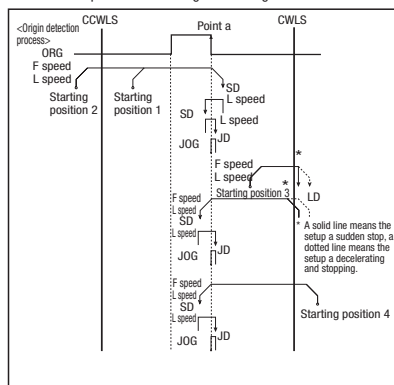 CCWLS Point a CWLS
<Origin detection
process>
ORG
F speed
L speed
SD
Starting
position 2
Starting
position 1
L speed
SD
L speed
JOG
JD
*
F speed
L speed
*
Starting position 3
LD
F speed
L speed
SD
L speed
* A solid line means the
setup a sudden stop, a
dotted line means the
setup a decelerating
and stopping.
JOG
JD
F speed
L speed
SD
Starting position 4
L speed
JOG
JD